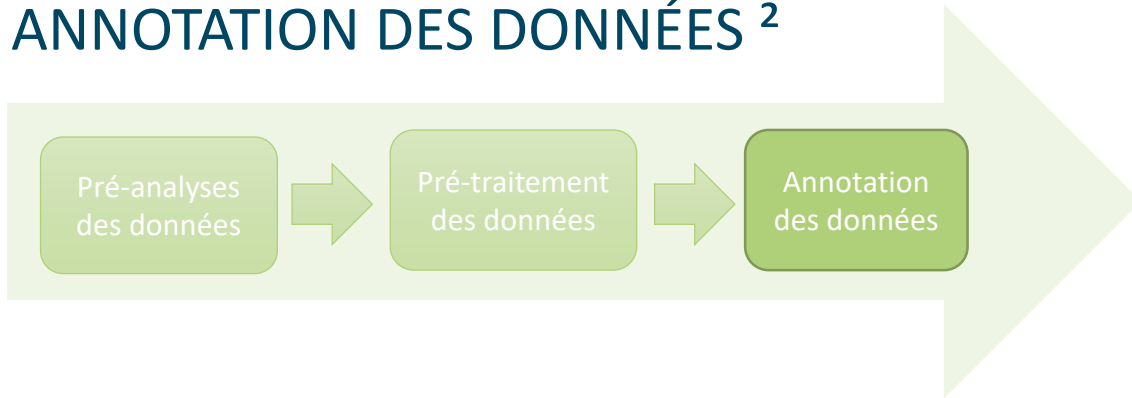 ANNOTATION DES DONNÉES ²
Pré-analyses
des données
Pré-traitement
des données
Annotation
des données